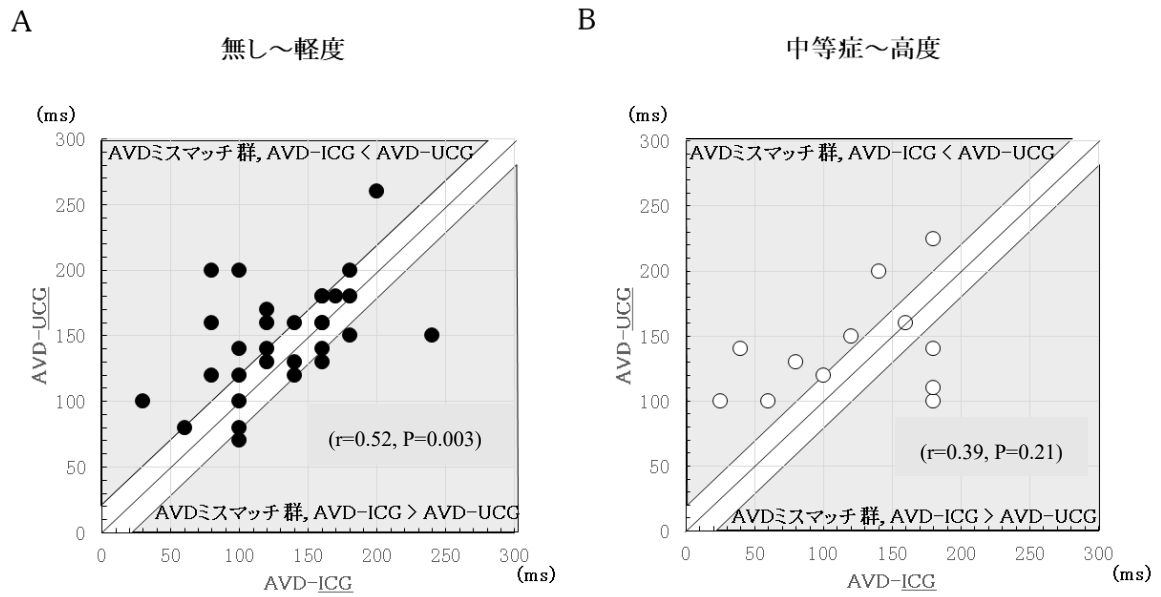 A
無し～軽度
(ms)
300
250
200
150
100
50
0
AVD-UCG
AVDミスマッチ群, AVD-ICG < AVD-UCG
(r=0.52, P=0.003)
AVDミスマッチ群, AVD-ICG > AVD-UCG
0 50 100 150 200 250 300
(ms)
AVD-ICG
B
中等症～高度
(ms)
300
250
200
150
100
50
0
AVD-UCG
AVDミスマッチ群, AVD-ICG < AVD-UCG
(r=0.39, P=0.21)
AVDミスマッチ群, AVD-ICG > AVD-UCG
0 50 100 150 200 250 300
(ms)
AVD-ICG